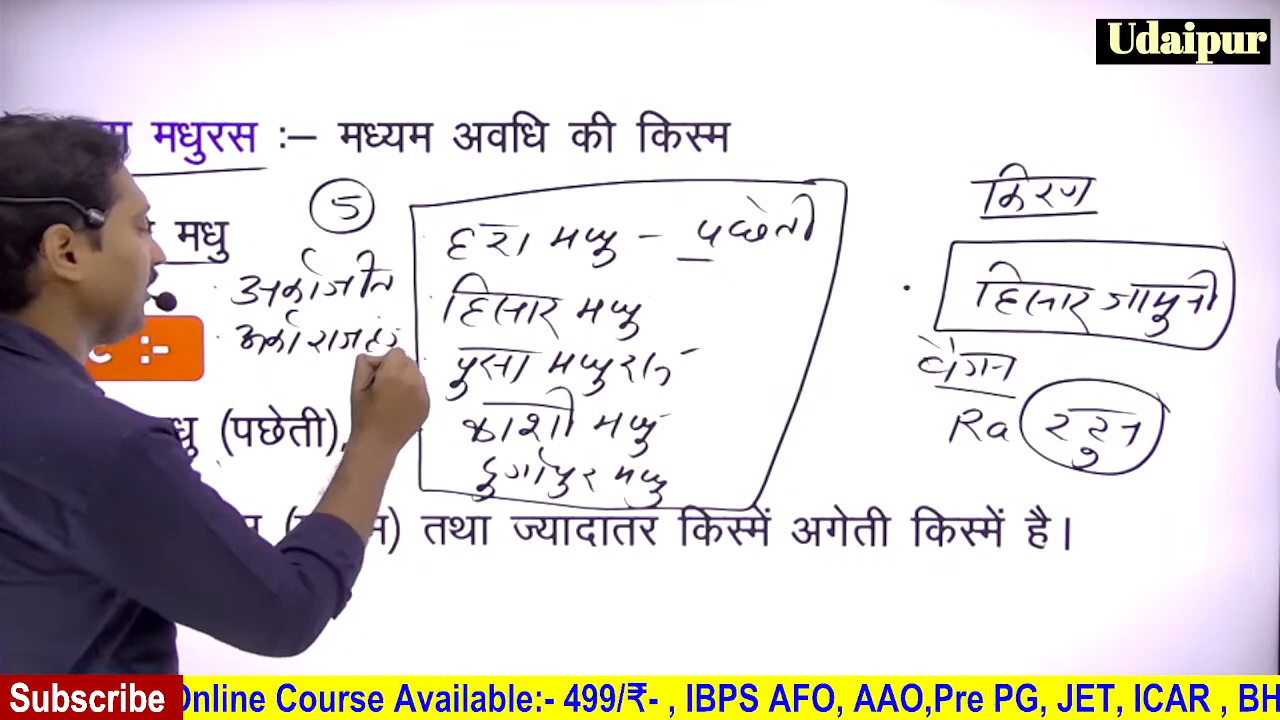 Udaipur
मधुरस :– मध्यम अवधि की किस्म
किरण
5
मधु
हरा मधु – पछेती
अर्काजीत
हिसार मधु
हिसार जामुनी
अर्का राजहंस
:-
पुसा मधुरस
बैंगन
धु (पछेती),
काशी मधु
Ra
दुर्गापुर मधु
तथा ज्यादातर किस्में अगेती किस्में है।
Subscribe
Online Course Available:- 499/₹- , IBPS AFO, AAO,Pre PG, JET, ICAR , BH